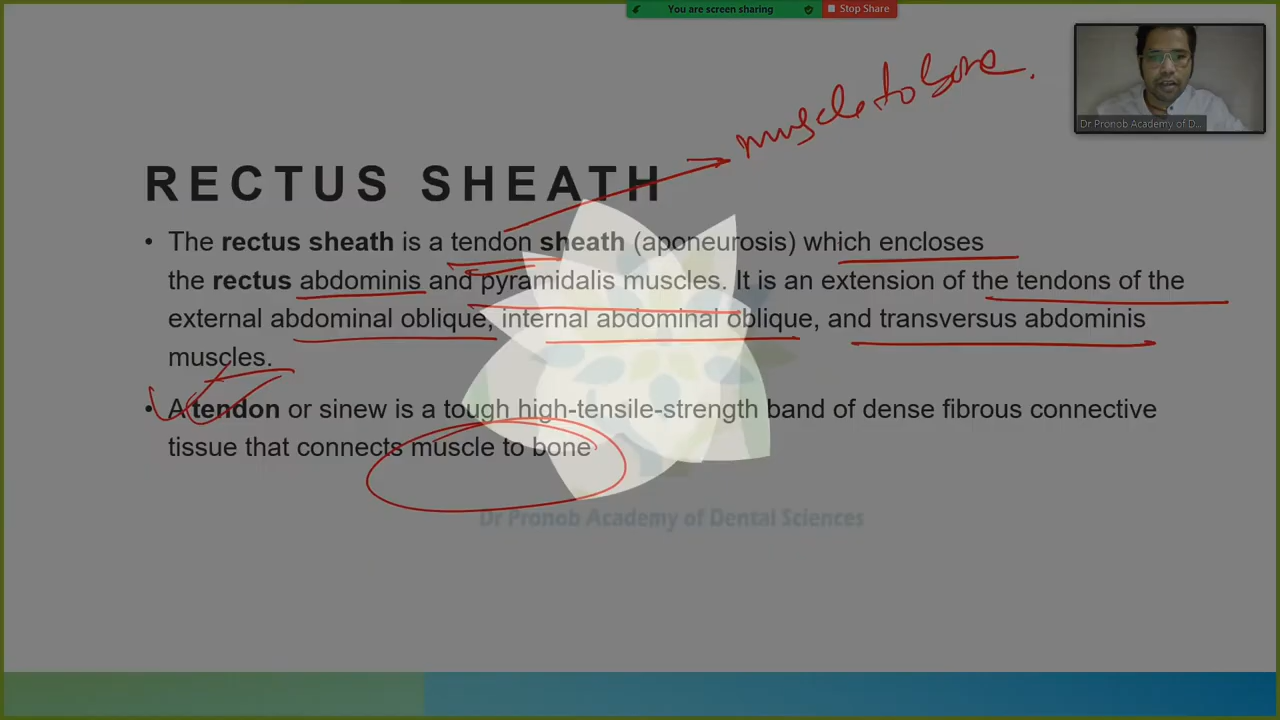 You are screen sharing
Stop Share
muscle to bone.
Dr Pronob Academy of D...
RECTUS SHEATH
• The rectus sheath is a tendon sheath (aponeurosis) which encloses
the rectus abdominis and pyramidalis muscles. It is an extension of the tendons of the
external abdominal oblique, internal abdominal oblique, and transversus abdominis
muscles.
• A tendon or sinew is a tough high-tensile-strength band of dense fibrous connective
tissue that connects muscle to bone
Dr Pronob Academy of Dental Sciences